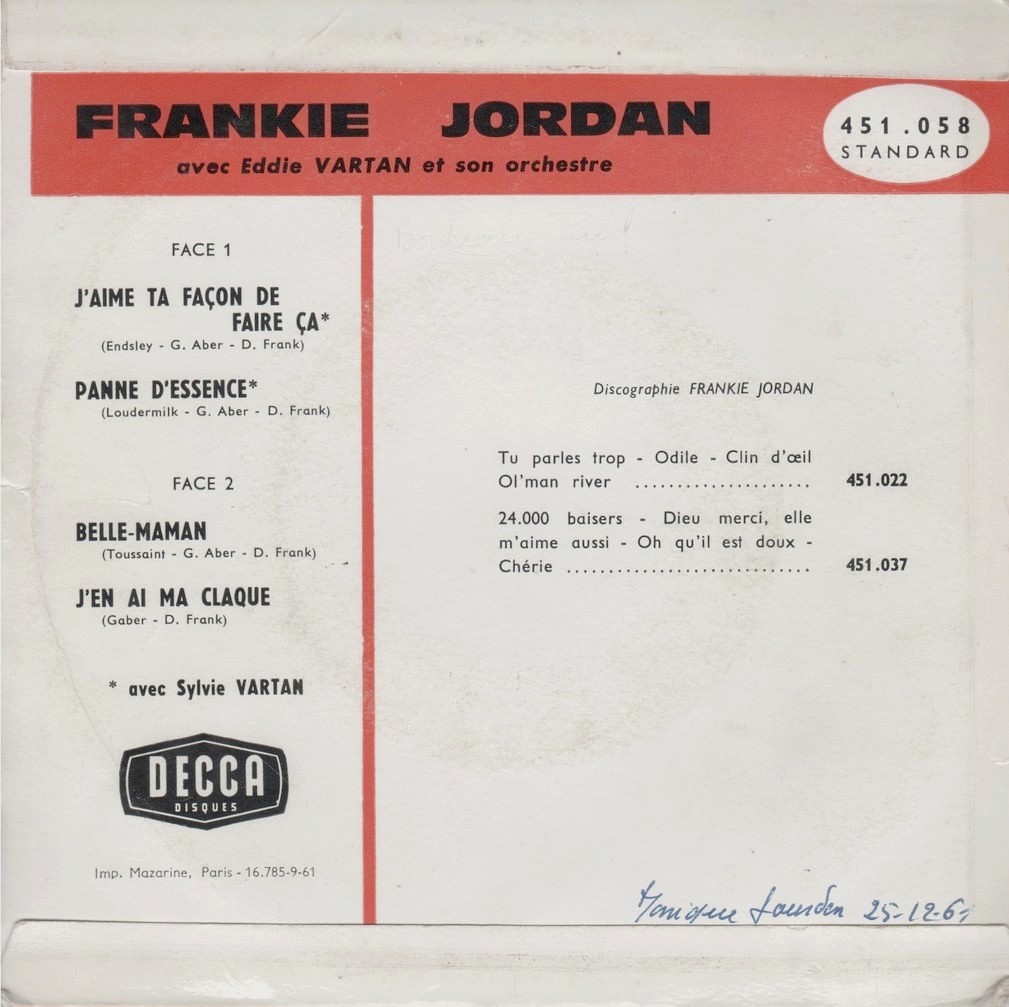 FRANKIE JORDAN
avec Eddie VARTAN et son orchestre
451.058
STANDARD
FACE 1
J'AIME TA FAÇON DE
FAIRE ÇA*
(Endsley - G. Aber - D. Frank)
PANNE D'ESSENCE*
(Loudermilk - G. Aber - D. Frank)
FACE 2
BELLE-MAMAN
(Toussaint - G. Aber - D. Frank)
J'EN AI MA CLAQUE
(Gaber - D. Frank)
* avec Sylvie VARTAN
DECCA
DISQUES
Imp. Mazarine, Paris - 16.785-9-61
Discographie FRANKIE JORDAN
Tu parles trop - Odile - Clin d'œil
Ol'man river ..................... 451.022
24.000 baisers - Dieu merci, elle
m'aime aussi - Oh qu'il est doux -
Chérie ............................. 451.037
Monique 25-12-61